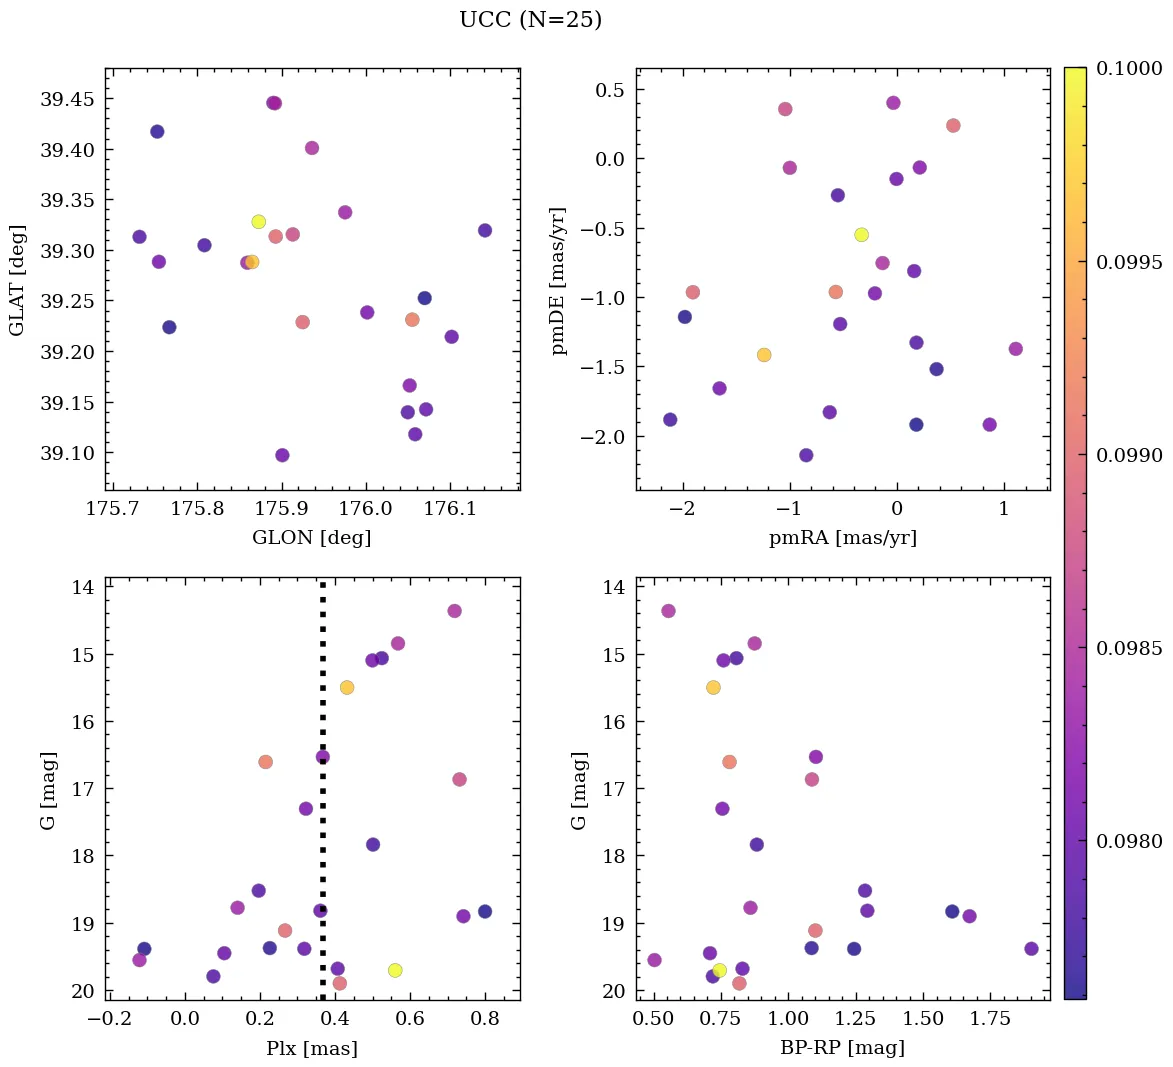 UCC (N=25)
39.45
39.40
39.35
39.30
39.25
39.20
39.15
39.10
GLAT [deg]
175.7 175.8 175.9 176.0 176.1
GLON [deg]
0.5
0.0
−0.5
−1.0
−1.5
−2.0
pmDE [mas/yr]
−2 −1 0 1
pmRA [mas/yr]
0.1000
0.0995
0.0990
0.0985
0.0980
14
15
16
17
18
19
20
G [mag]
−0.2 0.0 0.2 0.4 0.6 0.8
Plx [mas]
14
15
16
17
18
19
20
G [mag]
0.50 0.75 1.00 1.25 1.50 1.75
BP-RP [mag]